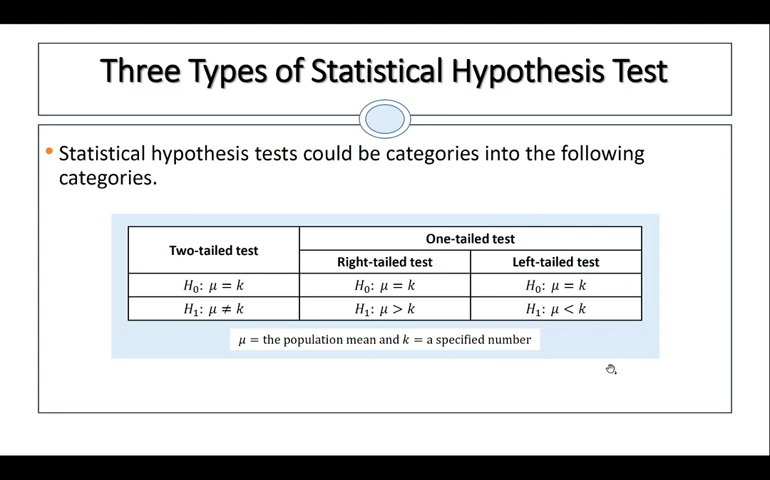 Three Types of Statistical Hypothesis Test
• Statistical hypothesis tests could be categories into the following
categories.
Two-tailed test
One-tailed test
Right-tailed test Left-tailed test
H₀: μ = k H₀: μ = k H₀: μ = k
H₁: μ ≠ k H₁: μ > k H₁: μ < k
μ = the population mean and k = a specified number